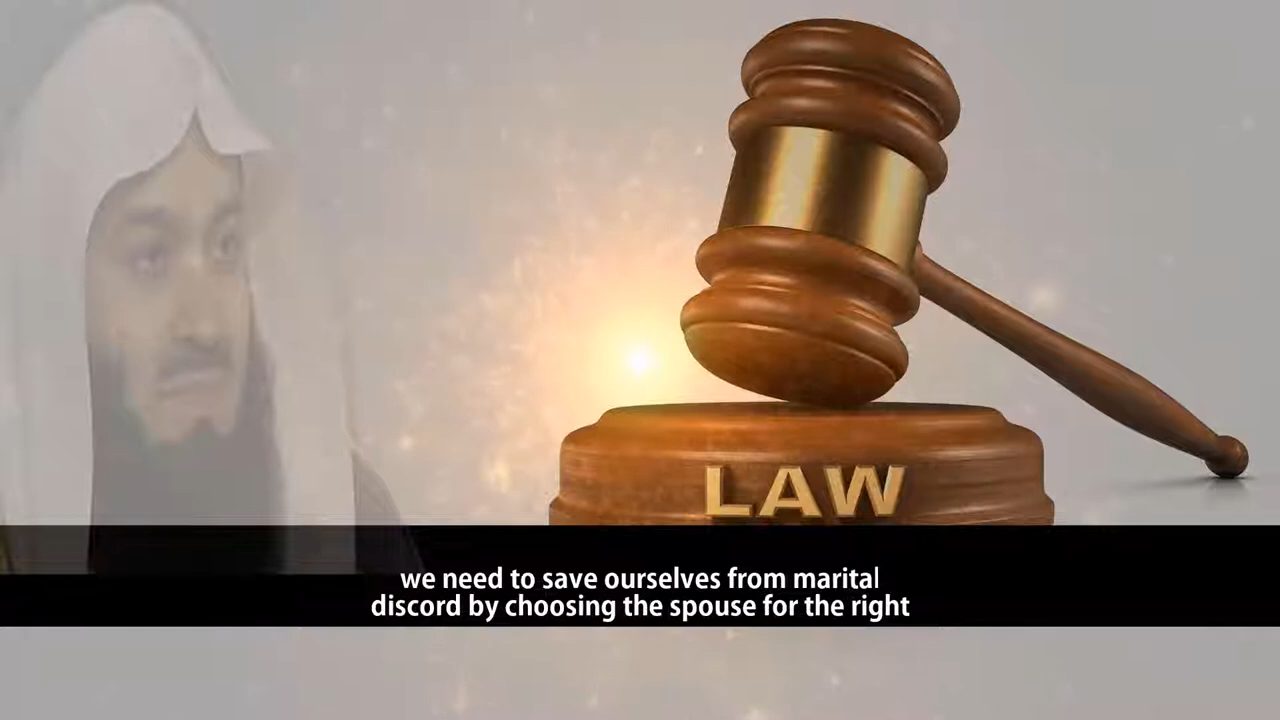 LAW
we need to save ourselves from marital
discord by choosing the spouse for the right